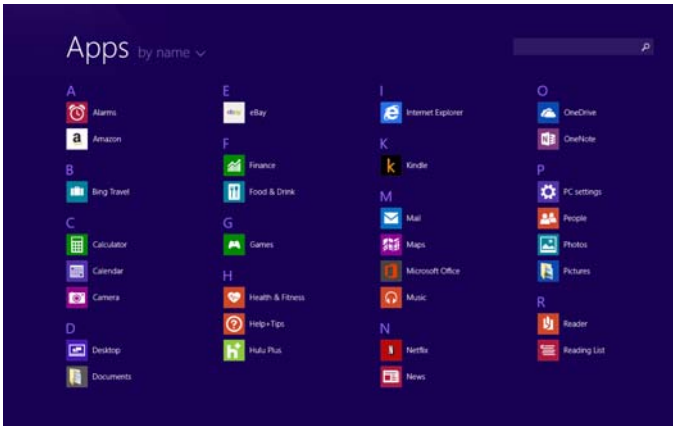 Apps by name
A
Alarms
Amazon
B
Bing Travel
C
Calculator
Calendar
Camera
D
Desktop
Documents
E
eBay
F
Finance
Food & Drink
G
Games
H
Health & Fitness
Help+Tips
Hulu Plus
I
Internet Explorer
K
Kindle
M
Mail
Maps
Microsoft Office
Music
N
Netflix
News
O
OneDrive
OneNote
P
PC settings
People
Photos
Pictures
R
Reader
Reading List